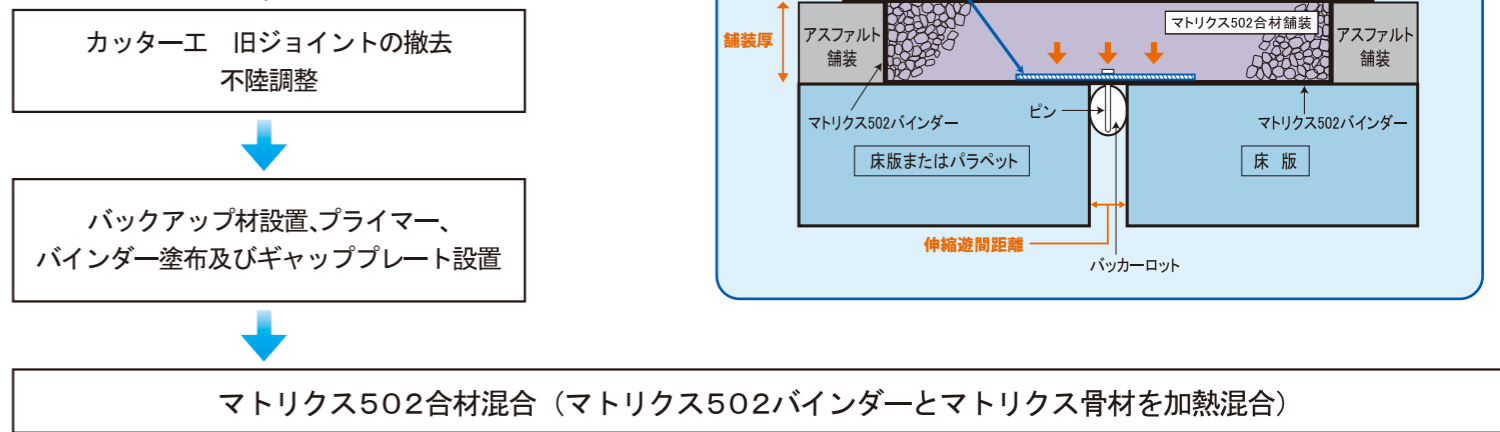 カッター工　旧ジョイントの撤去
不陸調整
バックアップ材設置、プライマー、
バインダー塗布及びギャッププレート設置
マトリクス502合材舗装
舗装厚
アスファルト
舗装
アスファルト
舗装
マトリクス502バインダー
ピン
マトリクス502バインダー
床版またはパラペット
床 版
伸縮遊間距離
バッカーロット
マトリクス502合材混合（マトリクス502バインダーとマトリクス骨材を加熱混合）